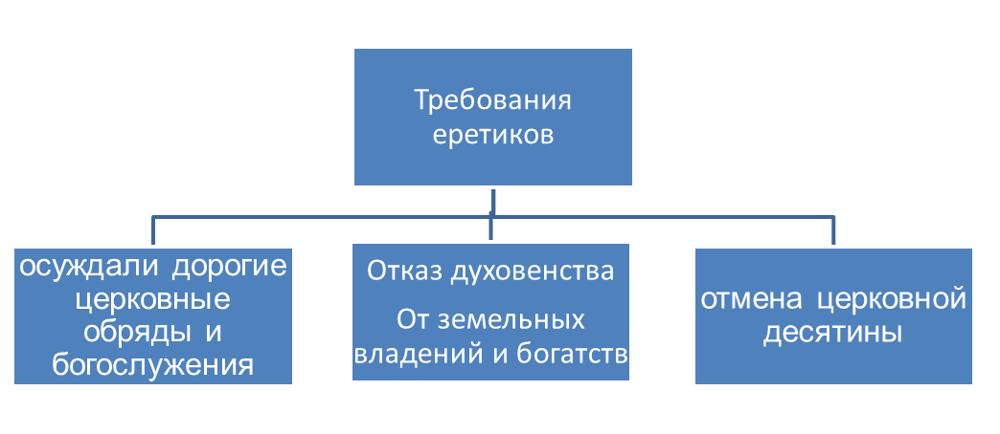 Требования
еретиков
осуждали дорогие
церковные
обряды и
богослужения
Отказ духовенства
От земельных
владений и богатств
отмена церковной
десятины